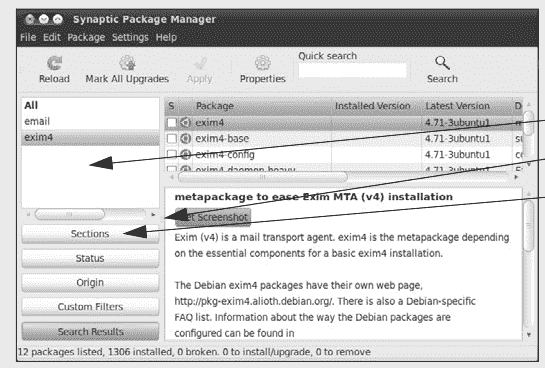 Synaptic Package Manager
File Edit Package Settings Help
Quick search
Reload Mark All Upgrades Apply Properties Search
All
email
exim4
S Package Installed Version Latest Version D
exim4 4.71-3ubuntu1
exim4-base 4.71-3ubuntu1
exim4-config 4.71-3ubuntu1
exim4-daemon-heavy 4.71-3ubuntu1
metapackage to ease Exim MTA (v4) installation
Screenshot
Exim (v4) is a mail transport agent. exim4 is the metapackage depending
on the essential components for a basic exim4 installation.
The Debian exim4 packages have their own web page,
http://pkg-exim4.alioth.debian.org/. There is also a Debian-specific
FAQ list. Information about the way the Debian packages are
configured can be found in
Sections
Status
Origin
Custom Filters
Search Results
12 packages listed, 1306 installed, 0 broken. 0 to install/upgrade, 0 to remove